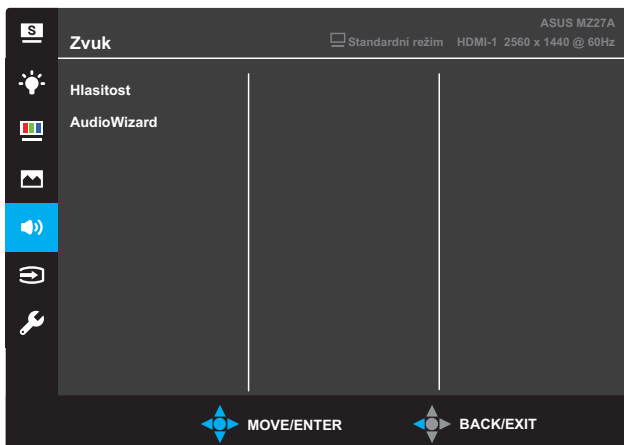 S
ASUS MZ27A
Zvuk
Standardní režim HDMI-1 2560 x 1440 @ 60Hz
Hlasitost
AudioWizard
MOVE/ENTER
BACK/EXIT